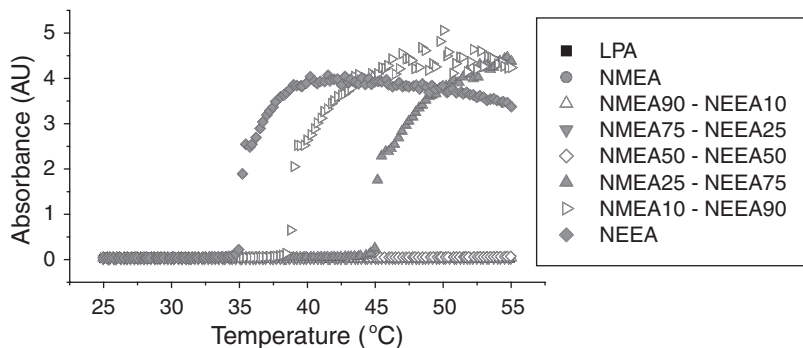 5
4
3
2
1
0
Absorbance (AU)
25 30 35 40 45 50 55
Temperature (°C)
LPA
NMEA
NMEA90 - NEEA10
NMEA75 - NEEA25
NMEA50 - NEEA50
NMEA25 - NEEA75
NMEA10 - NEEA90
NEEA